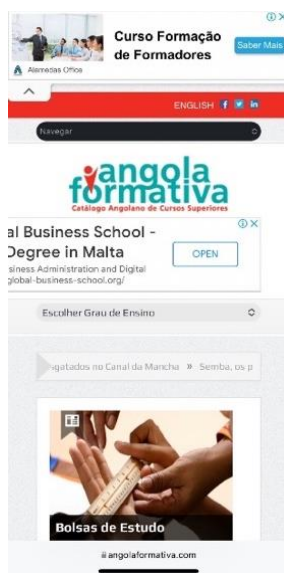 Curso Formação
de Formadores
Saber Mais
Alamedas Office
ENGLISH
Navegar
angola
formativa
Catálogo Angolano de Cursos Superiores
al Business School -
Degree in Malta
siness Administration and Digital
global-business-school.org/
OPEN
Escolher Grau de Ensino
sgatados no Canal da Mancha » Semba, os p
Bolsas de Estudo
angolaformativa.com